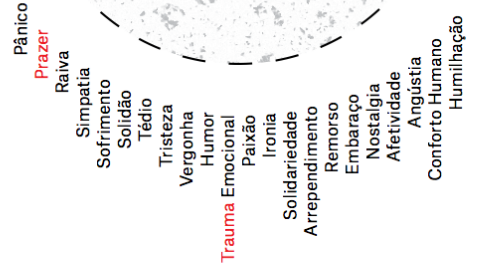 Pânico
Prazer
Raiva
Simpatia
Sofrimento
Solidão
Tédio
Tristeza
Vergonha
Humor
Trauma Emocional
Paixão
Ironia
Solidariedade
Arrependimento
Remorso
Embaraço
Nostalgia
Afetividade
Angústia
Conforto Humano
Humilhação